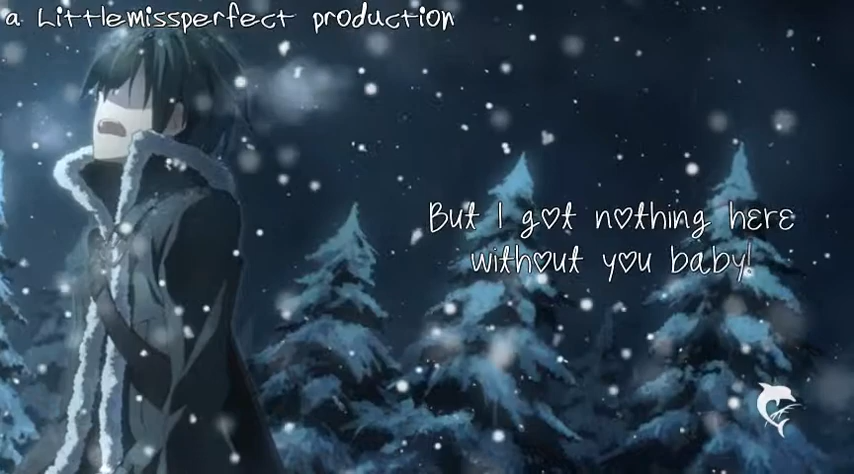 a Littlemissperfect production
But I got nothing here
without you baby!